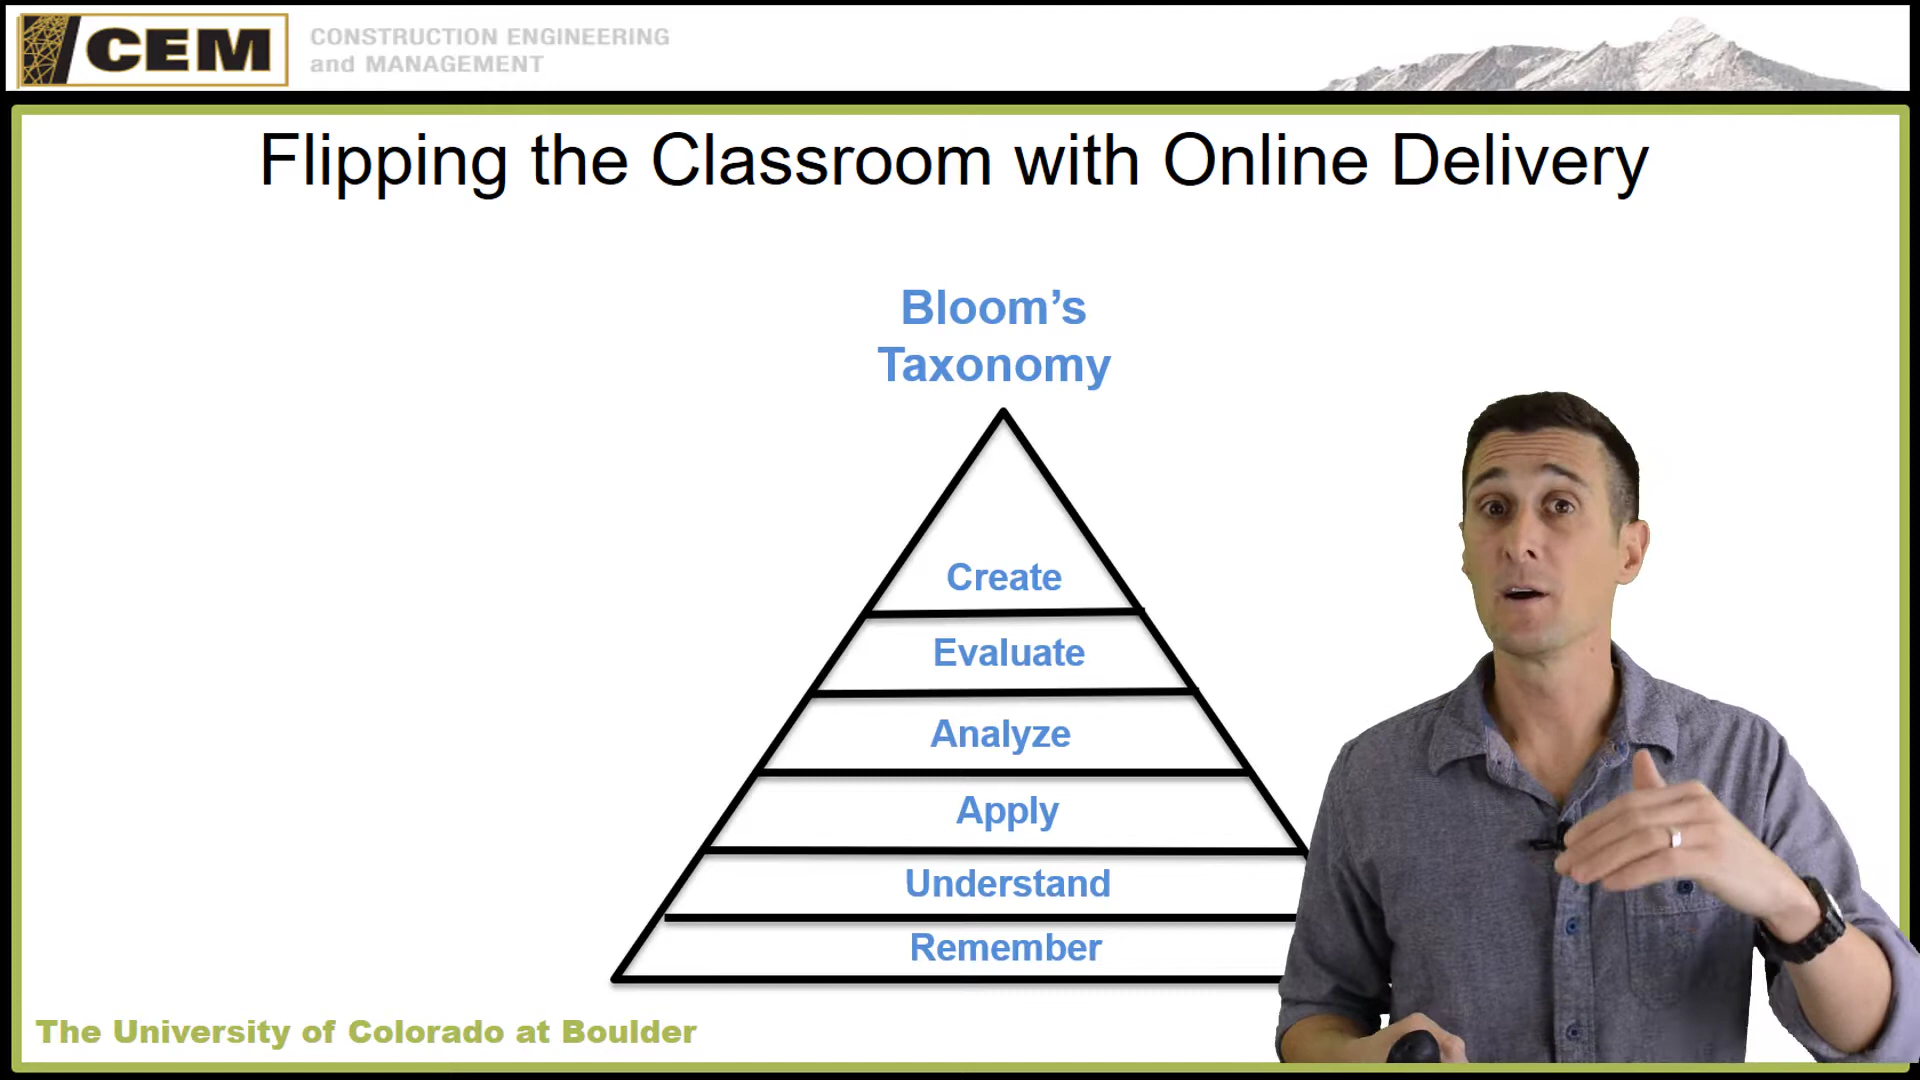 CEM
CONSTRUCTION ENGINEERING
and MANAGEMENT
Flipping the Classroom with Online Delivery
Bloom’s
Taxonomy
Create
Evaluate
Analyze
Apply
Understand
Remember
The University of Colorado at Boulder